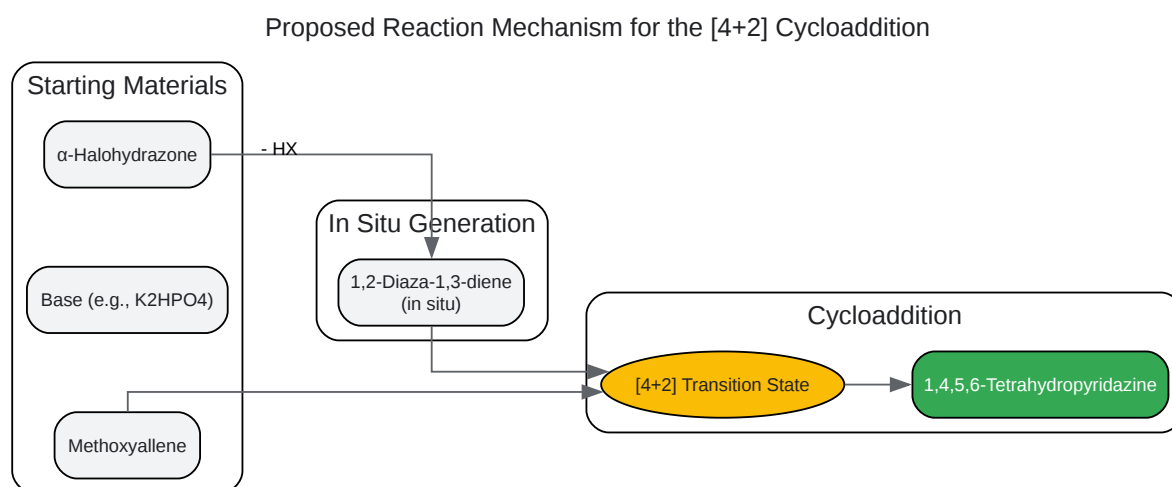 Proposed Reaction Mechanism for the [4+2] Cycloaddition
Starting Materials
α-Halohydrazone
- HX
In Situ Generation
1,2-Diaza-1,3-diene
(in situ)
Base (e.g., K2HPO4)
Cycloaddition
[4+2] Transition State
1,4,5,6-Tetrahydropyridazine
Methoxyallene